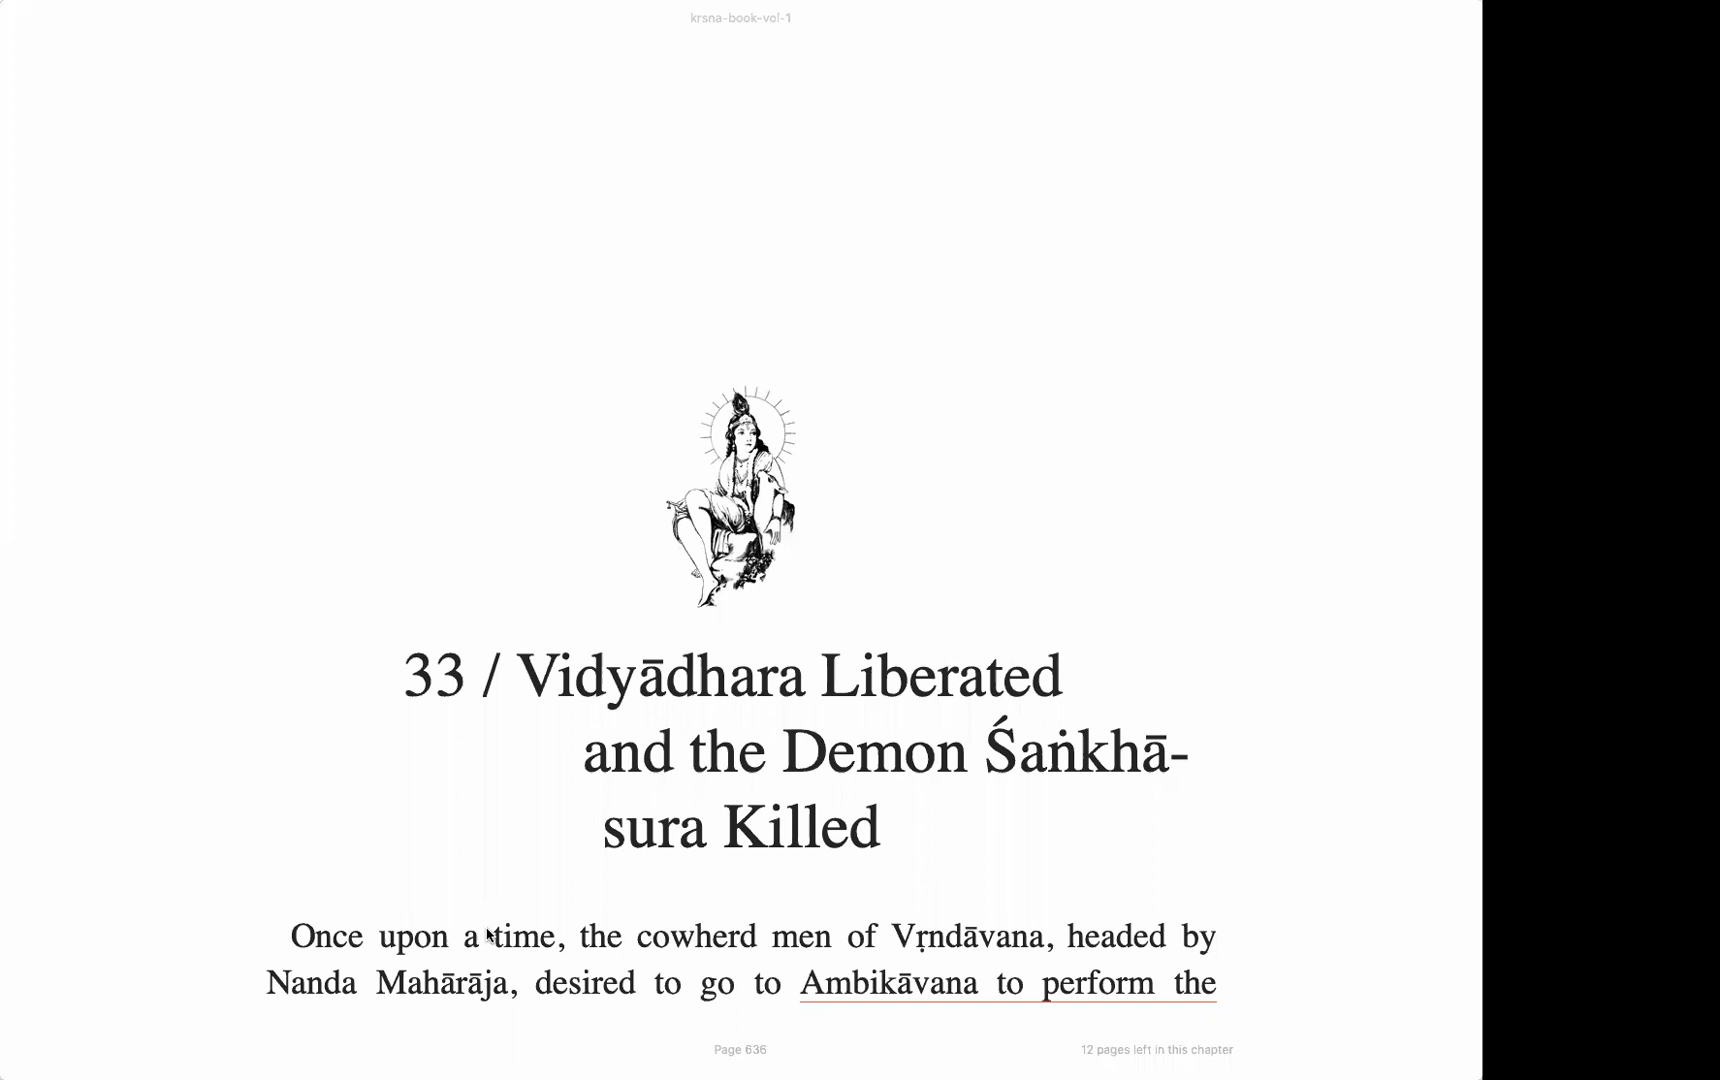 krsna-book-vol-1
33 / Vidyādhara Liberated
and the Demon Śaṅkhā-
sura Killed
Once upon a time, the cowherd men of Vṛndāvana, headed by
Nanda Mahārāja, desired to go to Ambikāvana to perform the
Page 636
12 pages left in this chapter